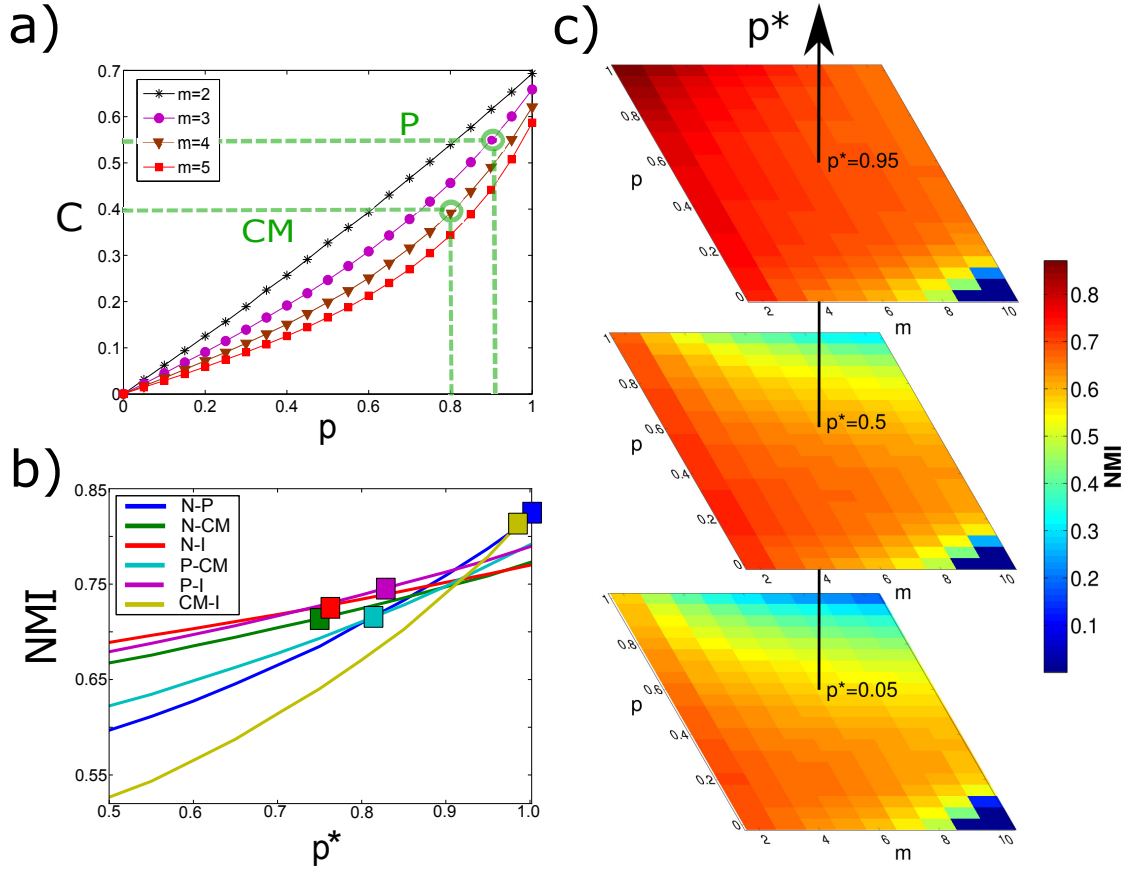 a)
0.7
0.6
0.5
0.4
0.3
0.2
0.1
0
C
m=2
m=3
m=4
m=5
P
CM
0 0.2 0.4 0.6 0.8 1
p
b)
0.85
0.75
0.65
0.55
NMI
N-P
N-CM
N-I
P-CM
P-I
CM-I
0.5 0.6 0.7 0.8 0.9 1.0
p*
c)
p*
1
0.8
0.6
0.4
0.2
0
p
p*=0.95
2 4 6 8 10
m
1
0.8
0.6
0.4
0.2
0
p
p*=0.5
2 4 6 8 10
m
1
0.8
0.6
0.4
0.2
0
p
p*=0.05
2 4 6 8 10
m
0.8
0.7
0.6
0.5
0.4
0.3
0.2
0.1
NMI